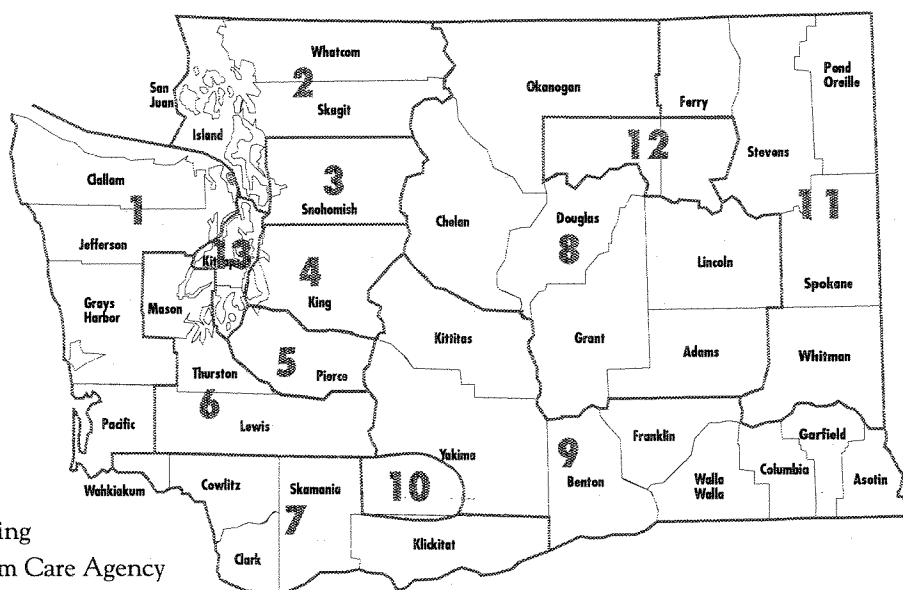 Whatcom
2
San
Juan
Skagit
Island
Okanogan
Ferry
Pend
Oreille
12
Stevens
Clallam
1
3
Snohomish
Chelan
Douglas
8
11
Jefferson
13
4
King
Lincoln
Spokane
Grays
Harbor
Mason
Kittitas
Grant
Adams
Whitman
Thurston
5
Pierce
6
Pacific
Lewis
Yakima
Franklin
Garfield
9
Benton
Walla
Walla
Columbia
Asotin
Wahkiakum
Cowlitz
Skamania
10
7
Klickitat
Clark
ing
m Care Agency